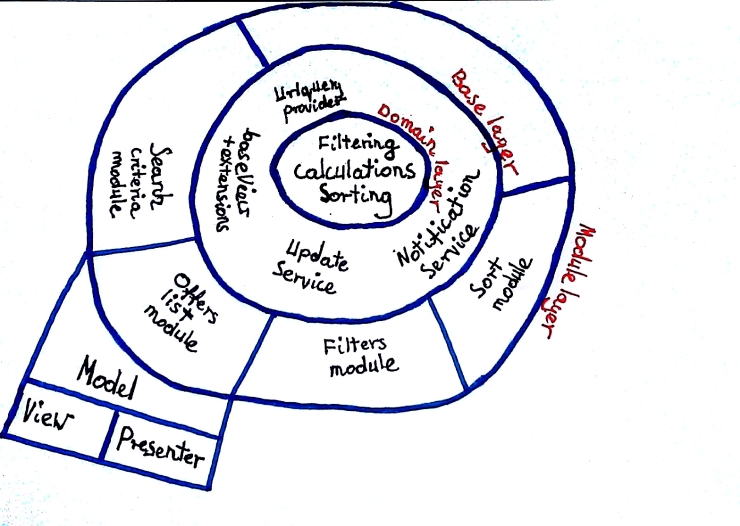 Base layer
Urlquery
provider
Domain layer
Filtering
Calculations
Sorting
baseView
+ extensions
Search
criteria
module
Notification
Service
Update
Service
Module layer
Sort
module
Offers
list
module
Filters
module
Model
View
Presenter